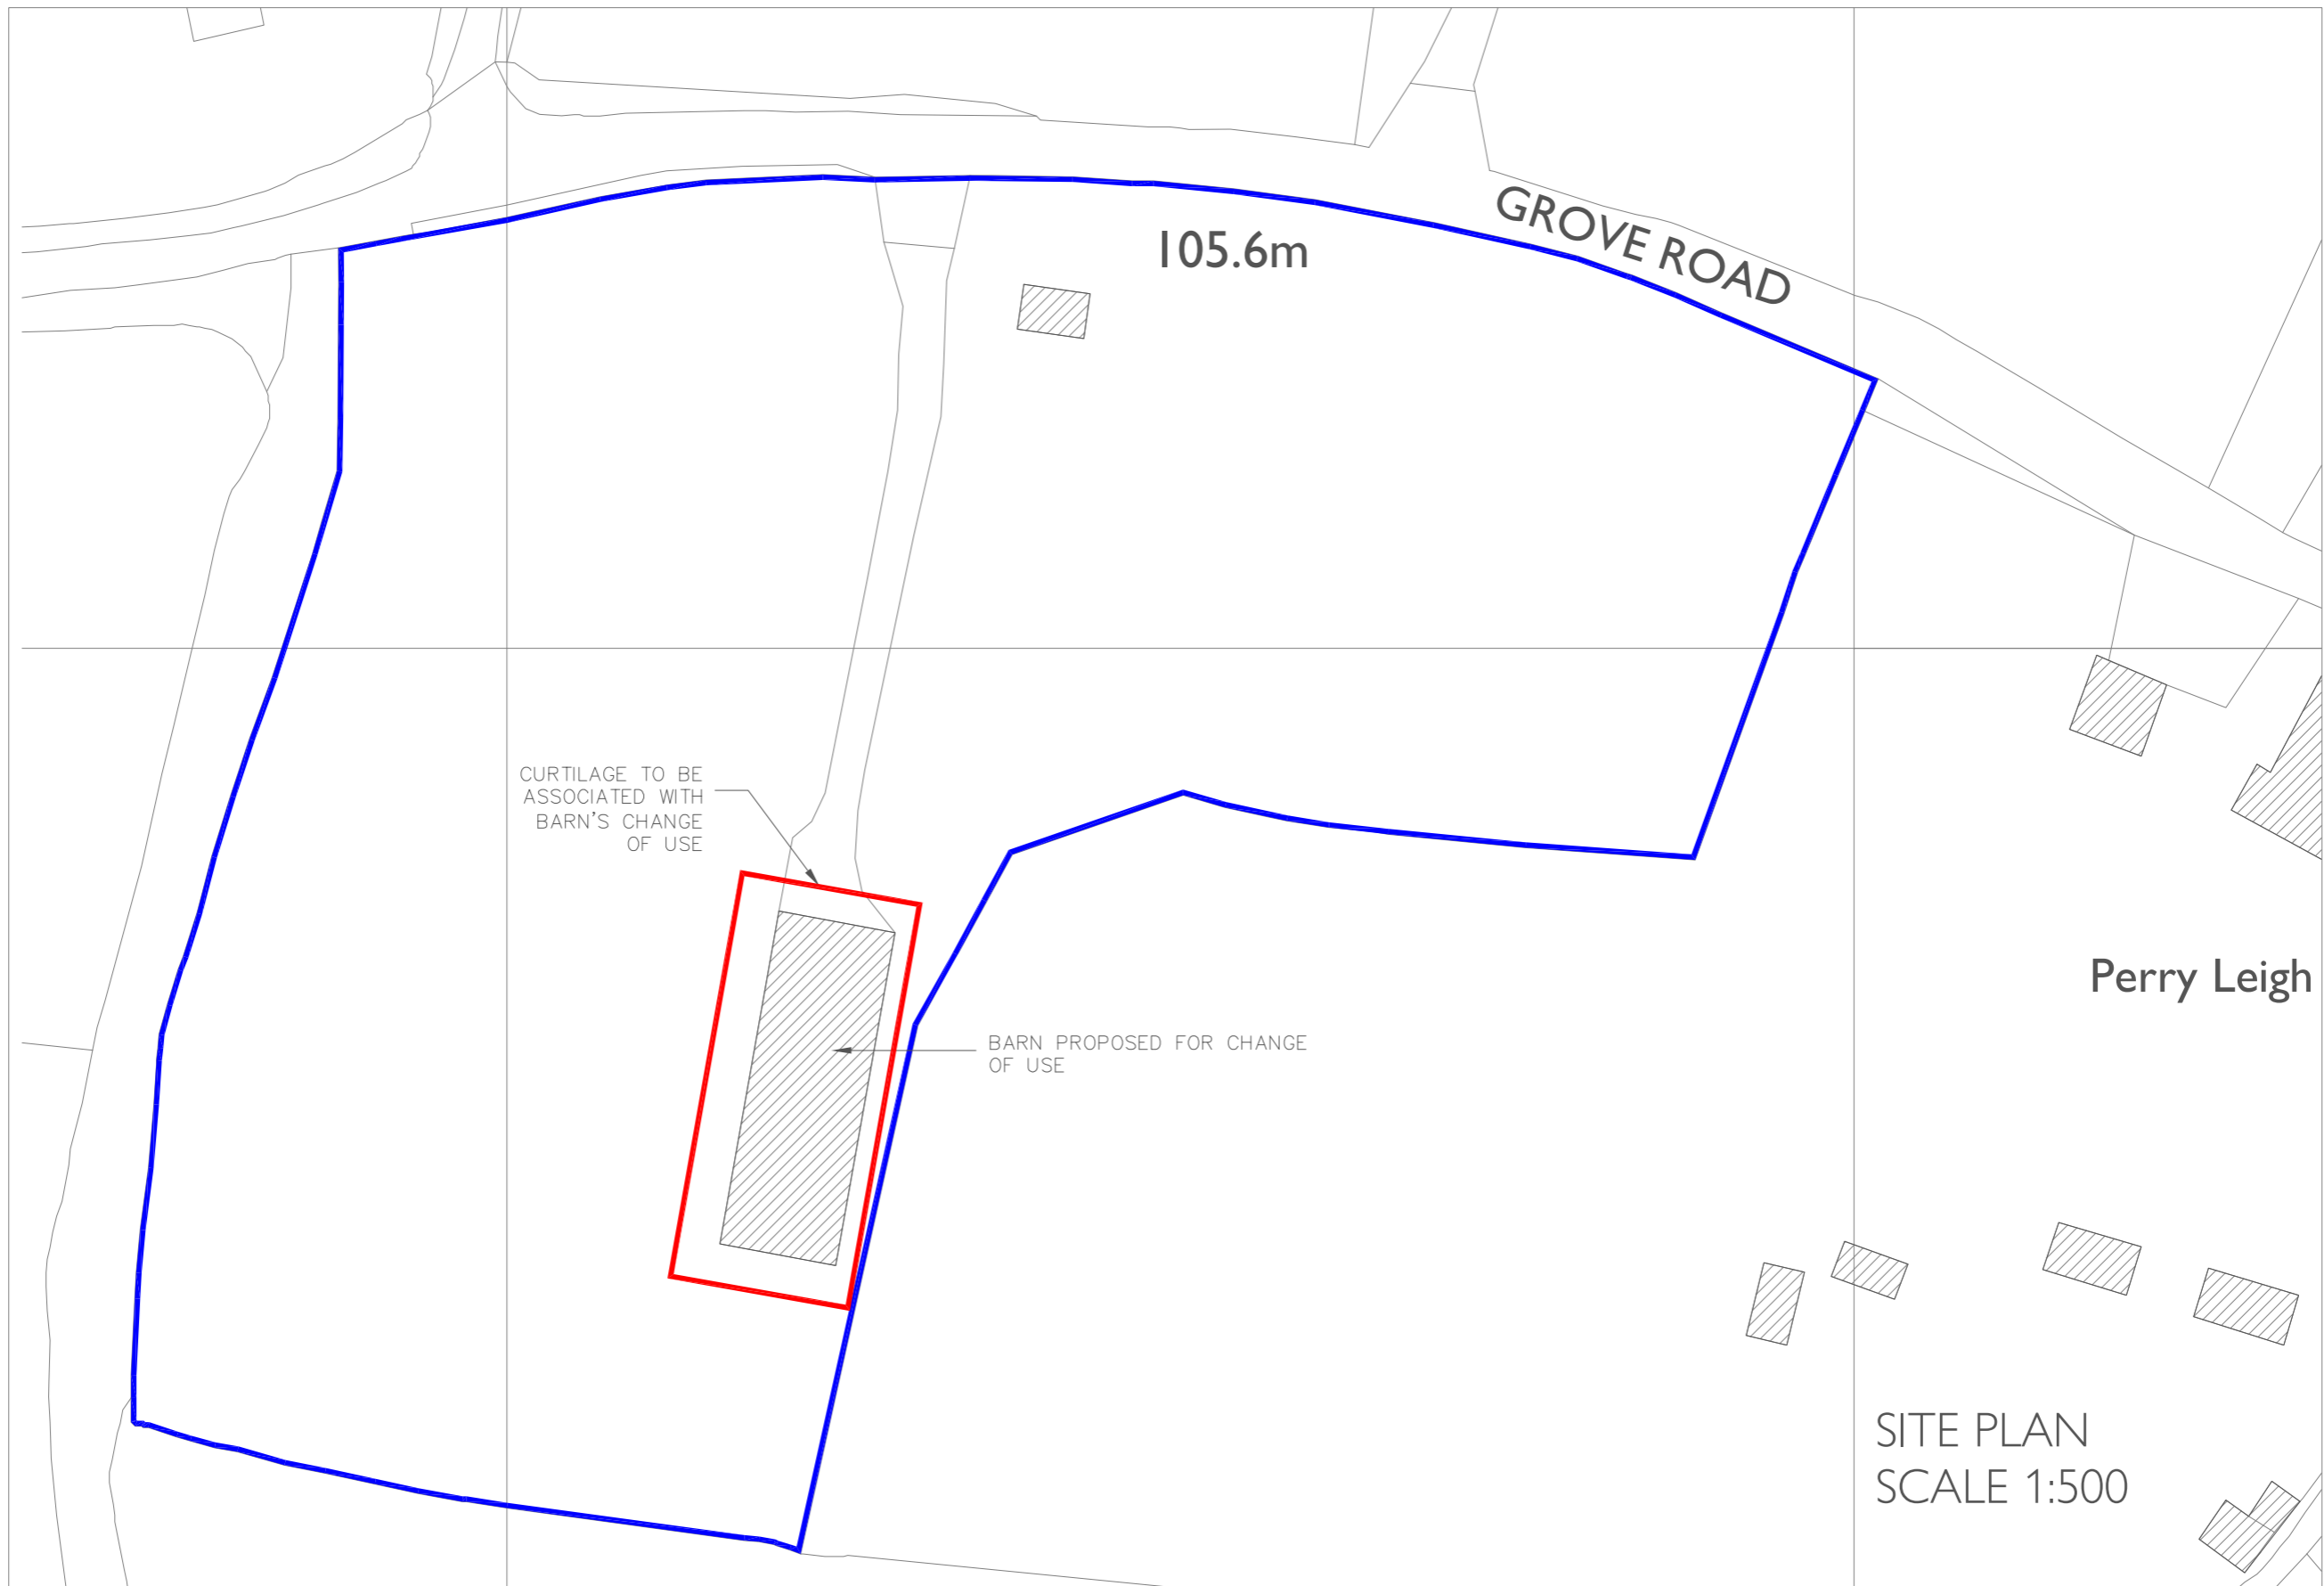 GROVE ROAD
105.6m
CURTILAGE TO BE
ASSOCIATED WITH
BARN'S CHANGE
OF USE
Perry Leigh
BARN PROPOSED FOR CHANGE
OF USE
SITE PLAN
SCALE 1:500